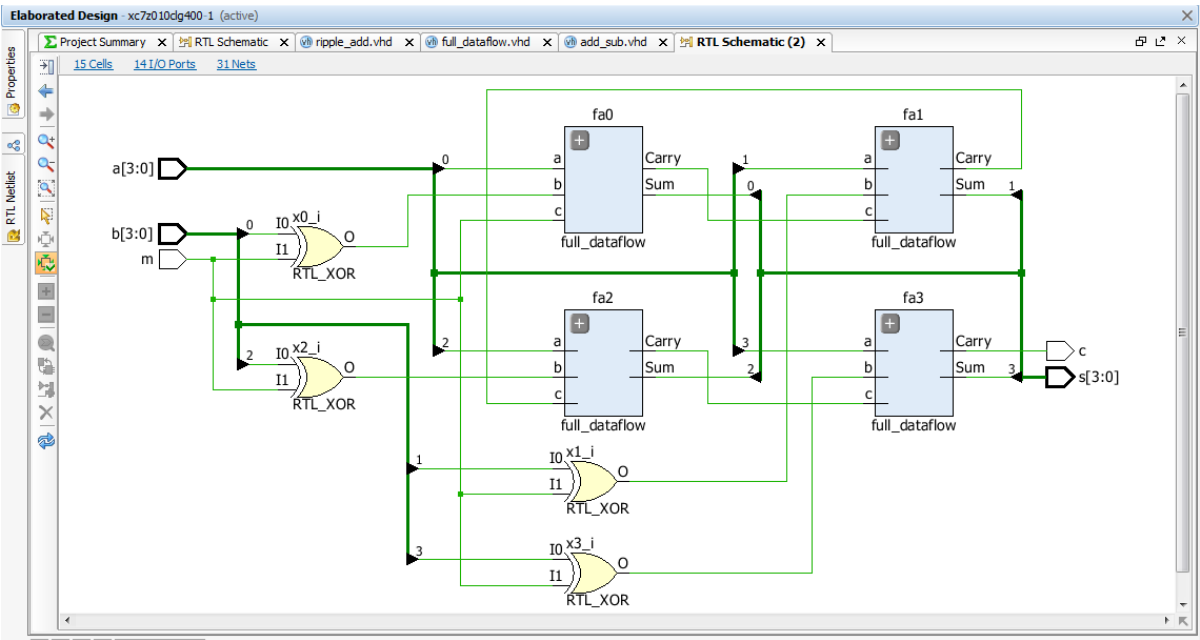 Elaborated Design - xc7z010clg400-1 (active)
Project Summary RTL Schematic ripple_add.vhd full_dataflow.vhd add_sub.vhd RTL Schematic (2)
Properties
RTL Netlist
15 Cells 14 I/O Ports 31 Nets
fa0 fa1
a[3:0] 0 a Carry 1 a Carry
b Sum 0 b Sum 1
c c
b[3:0] 0 I0 x0_i O full_dataflow full_dataflow
m I1
RTL_XOR
fa2 fa3
2 I0 x2_i O 2 a Carry 3 a Carry c
I1 b Sum 2 b Sum 3 s[3:0]
RTL_XOR c c
full_dataflow full_dataflow
1 I0 x1_i O
I1
RTL_XOR
3 I0 x3_i O
I1
RTL_XOR